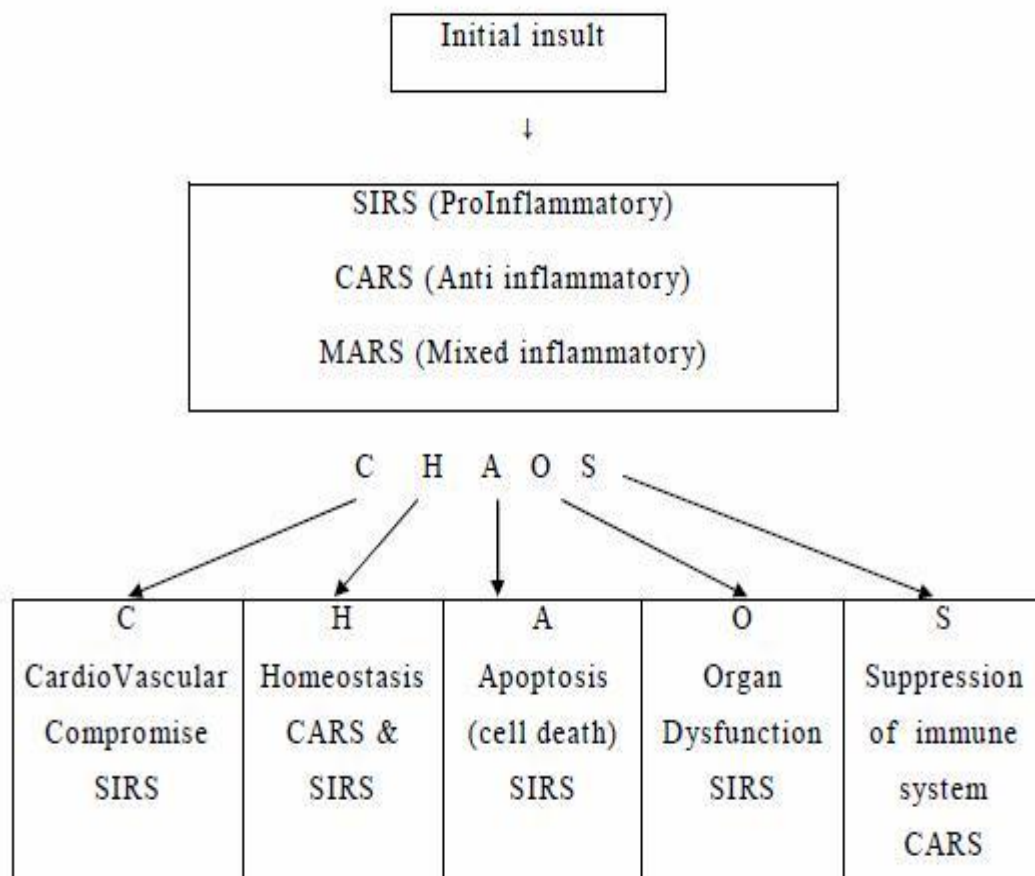 Initial insult
↓
SIRS (ProInflammatory)
CARS (Anti inflammatory)
MARS (Mixed inflammatory)
C H A O S
C
CardioVascular
Compromise
SIRS
H
Homeostasis
CARS &
SIRS
A
Apoptosis
(cell death)
SIRS
O
Organ
Dysfunction
SIRS
S
Suppression
of immune
system
CARS